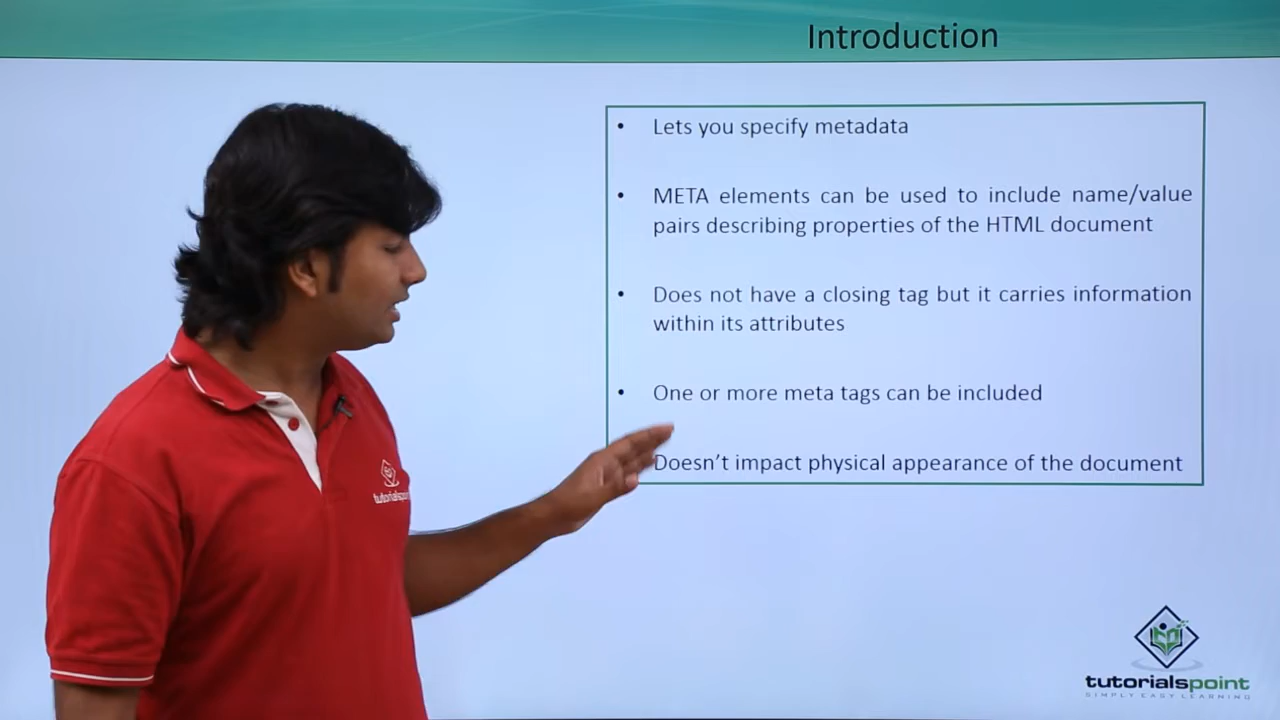 Introduction
• Lets you specify metadata
• META elements can be used to include name/value
pairs describing properties of the HTML document
• Does not have a closing tag but it carries information
within its attributes
• One or more meta tags can be included
Doesn't impact physical appearance of the document
tutorialspoint
tutorialspoint
SIMPLY EASY LEARNING